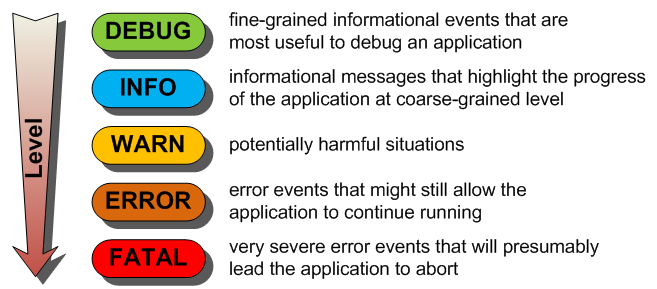 Level
DEBUG
fine-grained informational events that are
most useful to debug an application
INFO
informational messages that highlight the progress
of the application at coarse-grained level
WARN
potentially harmful situations
ERROR
error events that might still allow the
application to continue running
FATAL
very severe error events that will presumably
lead the application to abort